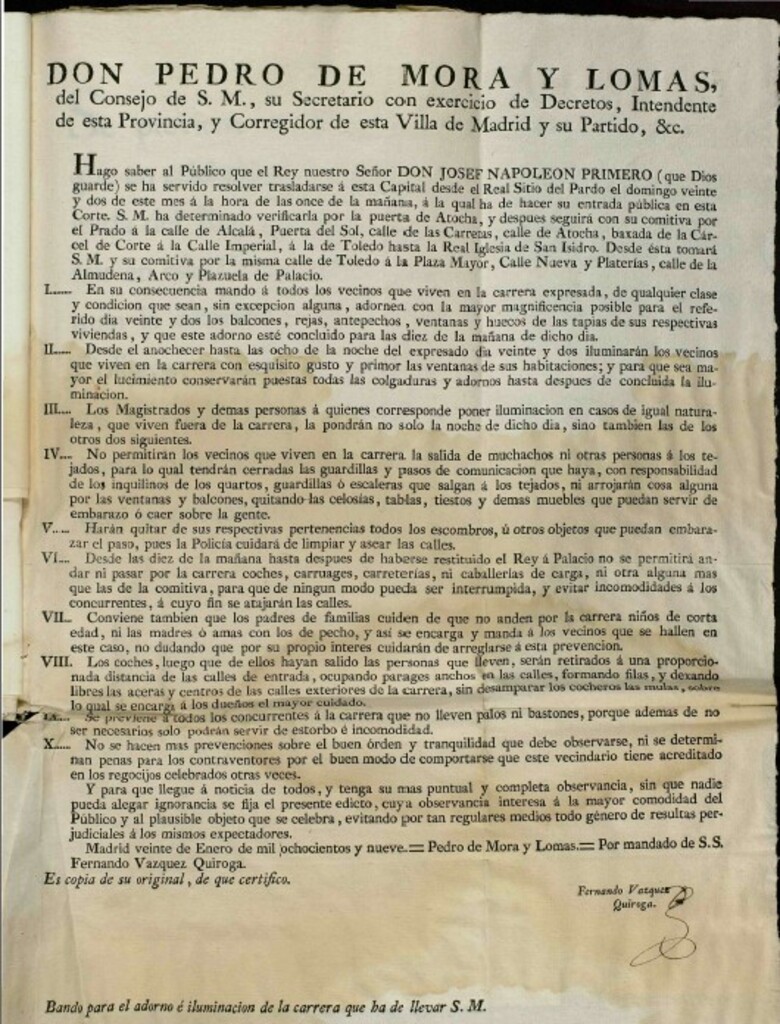 DON PEDRO DE MORA Y LOMAS,
del Consejo de S. M., su Secretario con exercicio de Decretos, Intendente
de esta Provincia, y Corregidor de esta Villa de Madrid y su Partido, &c.
Hago saber al Público que el Rey nuestro Señor DON JOSEF NAPOLEON PRIMERO (que Dios
guarde) se ha servido resolver trasladarse á esta Capital desde el Real Sitio del Pardo el domingo veinte
y dos de este mes á la hora de las once de la mañana, á la qual ha de hacer su entrada pública en esta
Corte. S. M. ha determinado verificarla por la puerta de Atocha, y despues seguirá con su comitiva por
el Prado á la calle de Alcalá, Puerta del Sol, calle de las Carretas, calle de Atocha, baxada de la Cár-
cel de Corte á la Calle Imperial, á la de Toledo hasta la Real Iglesia de San Isidro. Desde ésta tomará
S. M. y su comitiva por la misma calle de Toledo á la Plaza Mayor, Calle Nueva y Platerías, calle de la
Almudena, Arco y Plazuela de Palacio.
I...... En su consecuencia mando á todos los vecinos que viven en la carrera expresada, de qualquier clase
y condicion que sean, sin excepcion alguna, adornen con la mayor magnificencia posible para el refe-
rido dia veinte y dos los balcones, rejas, antepechos, ventanas y huecos de las tapias de sus respectivas
viviendas, y que este adorno esté concluido para las diez de la mañana de dicho dia.
II..... Desde el anochecer hasta las ocho de la noche del expresado dia veinte y dos iluminarán los vecinos
que viven en la carrera con esquisito gusto y primor las ventanas de sus habitaciones; y para que sea ma-
yor el lucimiento conservarán puestas todas las colgaduras y adornos hasta despues de concluida la ilu-
minacion.
III.... Los Magistrados y demas personas á quienes corresponde poner iluminacion en casos de igual natura-
leza, que viven fuera de la carrera, la pondrán no solo la noche de dicho dia, sino tambien las de los
otros dos siguientes.
IV.... No permitirán los vecinos que viven en la carrera la salida de muchachos ni otras personas á los te-
jados, para lo qual tendrán cerradas las guardillas y pasos de comunicacion que haya, con responsabilidad
de los inquilinos de los quartos, guardillas ó escaleras que salgan á los tejados, ni arrojarán cosa alguna
por las ventanas y balcones, quitando las celosías, tablas, tiestos y demas muebles que puedan servir de
embarazo ó caer sobre la gente.
V..... Harán quitar de sus respectivas pertenencias todos los escombros, ú otros objetos que puedan embara-
zar el paso, pues la Policía cuidará de limpiar y asear las calles.
VI.... Desde las diez de la mañana hasta despues de haberse restituido el Rey á Palacio no se permitirá an-
dar ni pasar por la carrera coches, carruages, carreterías, ni caballerías de carga, ni otra alguna mas
que las de la comitiva, para que de ningun modo pueda ser interrumpida, y evitar incomodidades á los
concurrentes, á cuyo fin se atajarán las calles.
VII... Conviene tambien que los padres de familias cuiden de que no anden por la carrera niños de corta
edad, ni las madres ó amas con los de pecho, y así se encarga y manda á los vecinos que se hallen en
este caso, no dudando que por su propio interes cuidarán de arreglarse á esta prevencion.
VIII. Los coches, luego que de ellos hayan salido las personas que lleven, serán retirados á una proporcio-
nada distancia de las calles de entrada, ocupando parages anchos en las calles, formando filas, y dexando
libres las aceras y centros de las calles exteriores de la carrera, sin desamparar los cocheros las mulas, sobre
lo qual se encarga á los dueños el mayor cuidado.
IX.... Se previene á todos los concurrentes á la carrera que no lleven palos ni bastones, porque ademas de no
ser necesarios solo podrán servir de estorbo é incomodidad.
X..... No se hacen mas prevenciones sobre el buen órden y tranquilidad que debe observarse, ni se determi-
nan penas para los contraventores por el buen modo de comportarse que este vecindario tiene acreditado
en los regocijos celebrados otras veces.
Y para que llegue á noticia de todos, y tenga su mas puntual y completa observancia, sin que nadie
pueda alegar ignorancia se fija el presente edicto, cuya observancia interesa á la mayor comodidad del
Público y al plausible objeto que se celebra, evitando por tan regulares medios todo género de resultas per-
judiciales á los mismos expectadores.
Madrid veinte de Enero de mil ochocientos y nueve.=Pedro de Mora y Lomas.=Por mandado de S.S.
Fernando Vazquez Quiroga.
Es copia de su original, de que certifico.
Fernando Vazquez
Quiroga.
Bando para el adorno é iluminacion de la carrera que ha de llevar S. M.